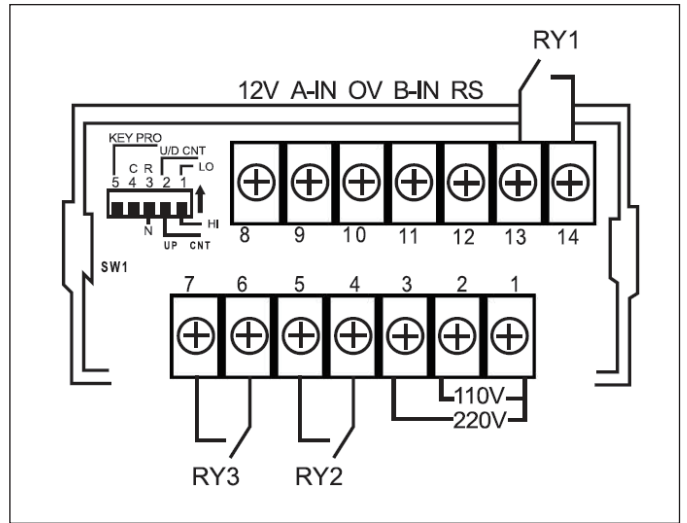 RY1
12V A-IN OV B-IN RS
KEY PRO
U/D CNT
C R LO
5 4 3 2 1
N HI
UP CNT
SW1
8 9 10 11 12 13 14
7 6 5 4 3 2 1
110V
220V
RY3 RY2